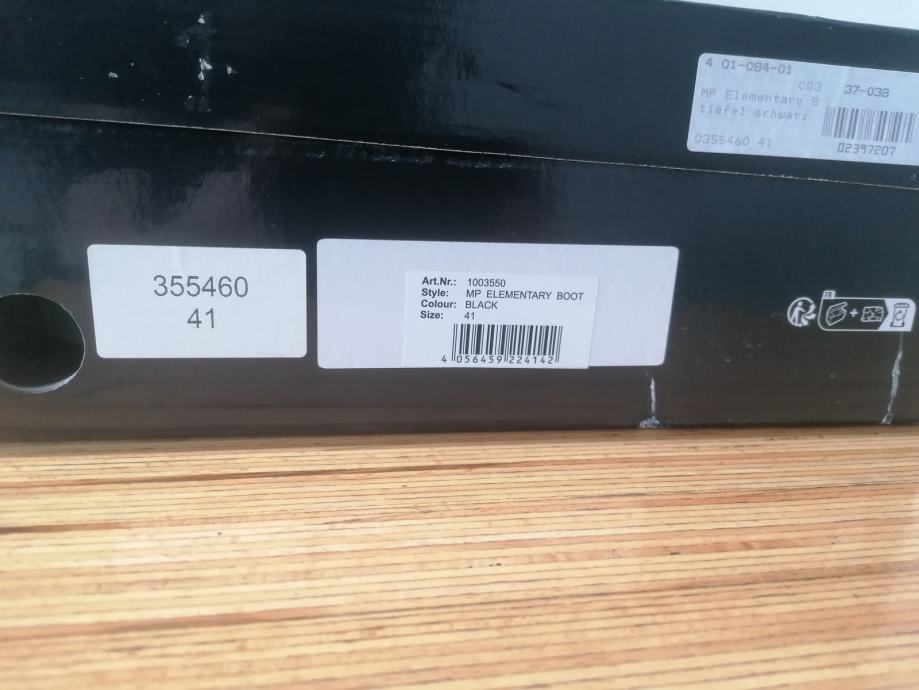 4 01-084-01
C03 37-038
MP Elementary S
tiefel schwarz
0355460 41
02397207
355460
41
Art.Nr.: 1003550
Style: MP ELEMENTARY BOOT
Colour: BLACK
Size: 41
4 056459 224142
FR
+